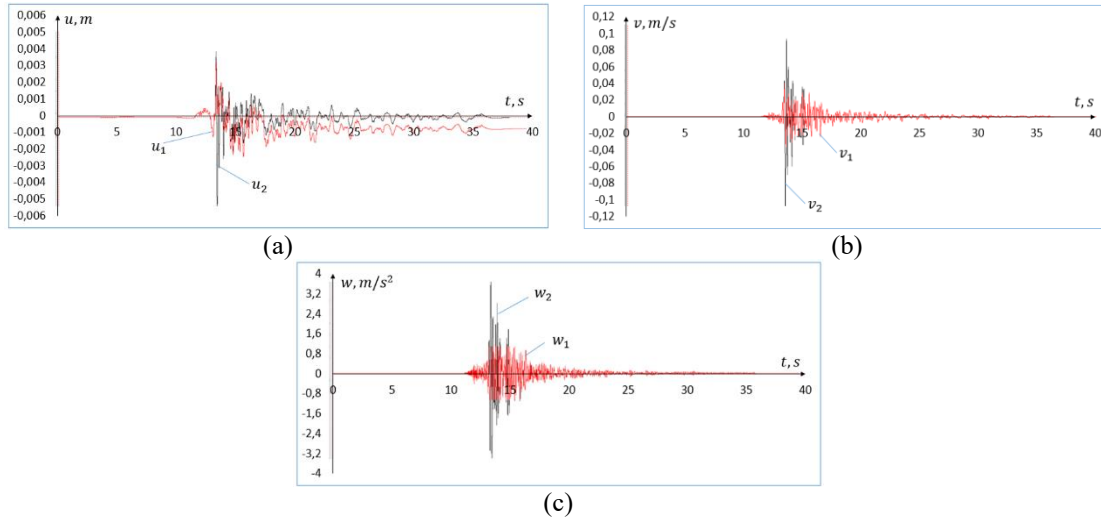 u, m
0,006
0,005
0,004
0,003
0,002
0,001
0
-0,001
-0,002
-0,003
-0,004
-0,005
-0,006
0 5 10 15 20 25 30 35 40
t, s
u₁
u₂
(a)
v, m/s
0,12
0,1
0,08
0,06
0,04
0,02
0
-0,02
-0,04
-0,06
-0,08
-0,1
-0,12
0 5 10 15 20 25 30 35 40
t, s
v₁
v₂
(b)
w, m/s²
4
3,2
2,4
1,6
0,8
0
-0,8
-1,6
-2,4
-3,2
-4
0 5 10 15 20 25 30 35 40
t, s
w₂
w₁
(c)